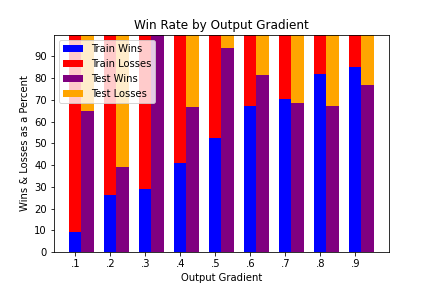 Win Rate by Output Gradient
Train Wins
Train Losses
Test Wins
Test Losses
Wins & Losses as a Percent
90
80
70
60
50
40
30
20
10
0
.1 .2 .3 .4 .5 .6 .7 .8 .9
Output Gradient